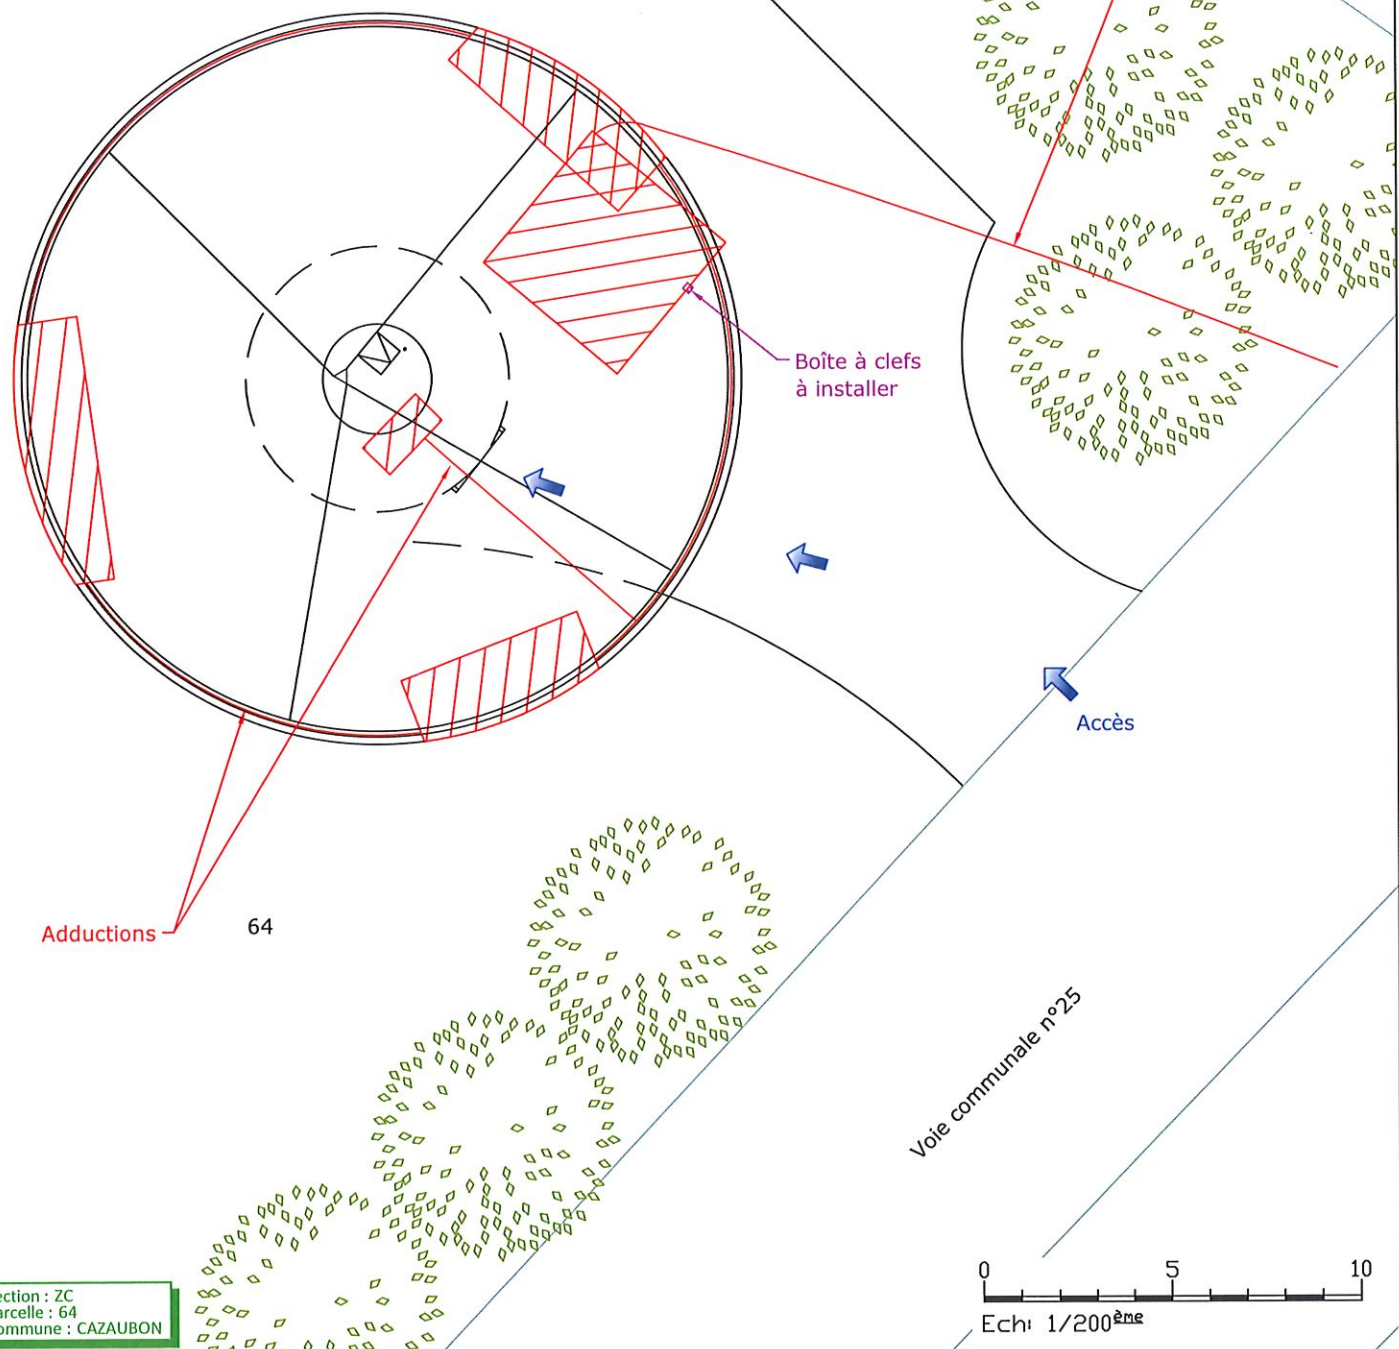 Boîte à clefs
à installer
Accès
Adductions
64
Voie communale n°25
0 5 10
Ech: 1/200ème
ection : ZC
arcelle : 64
ommune : CAZAUBON